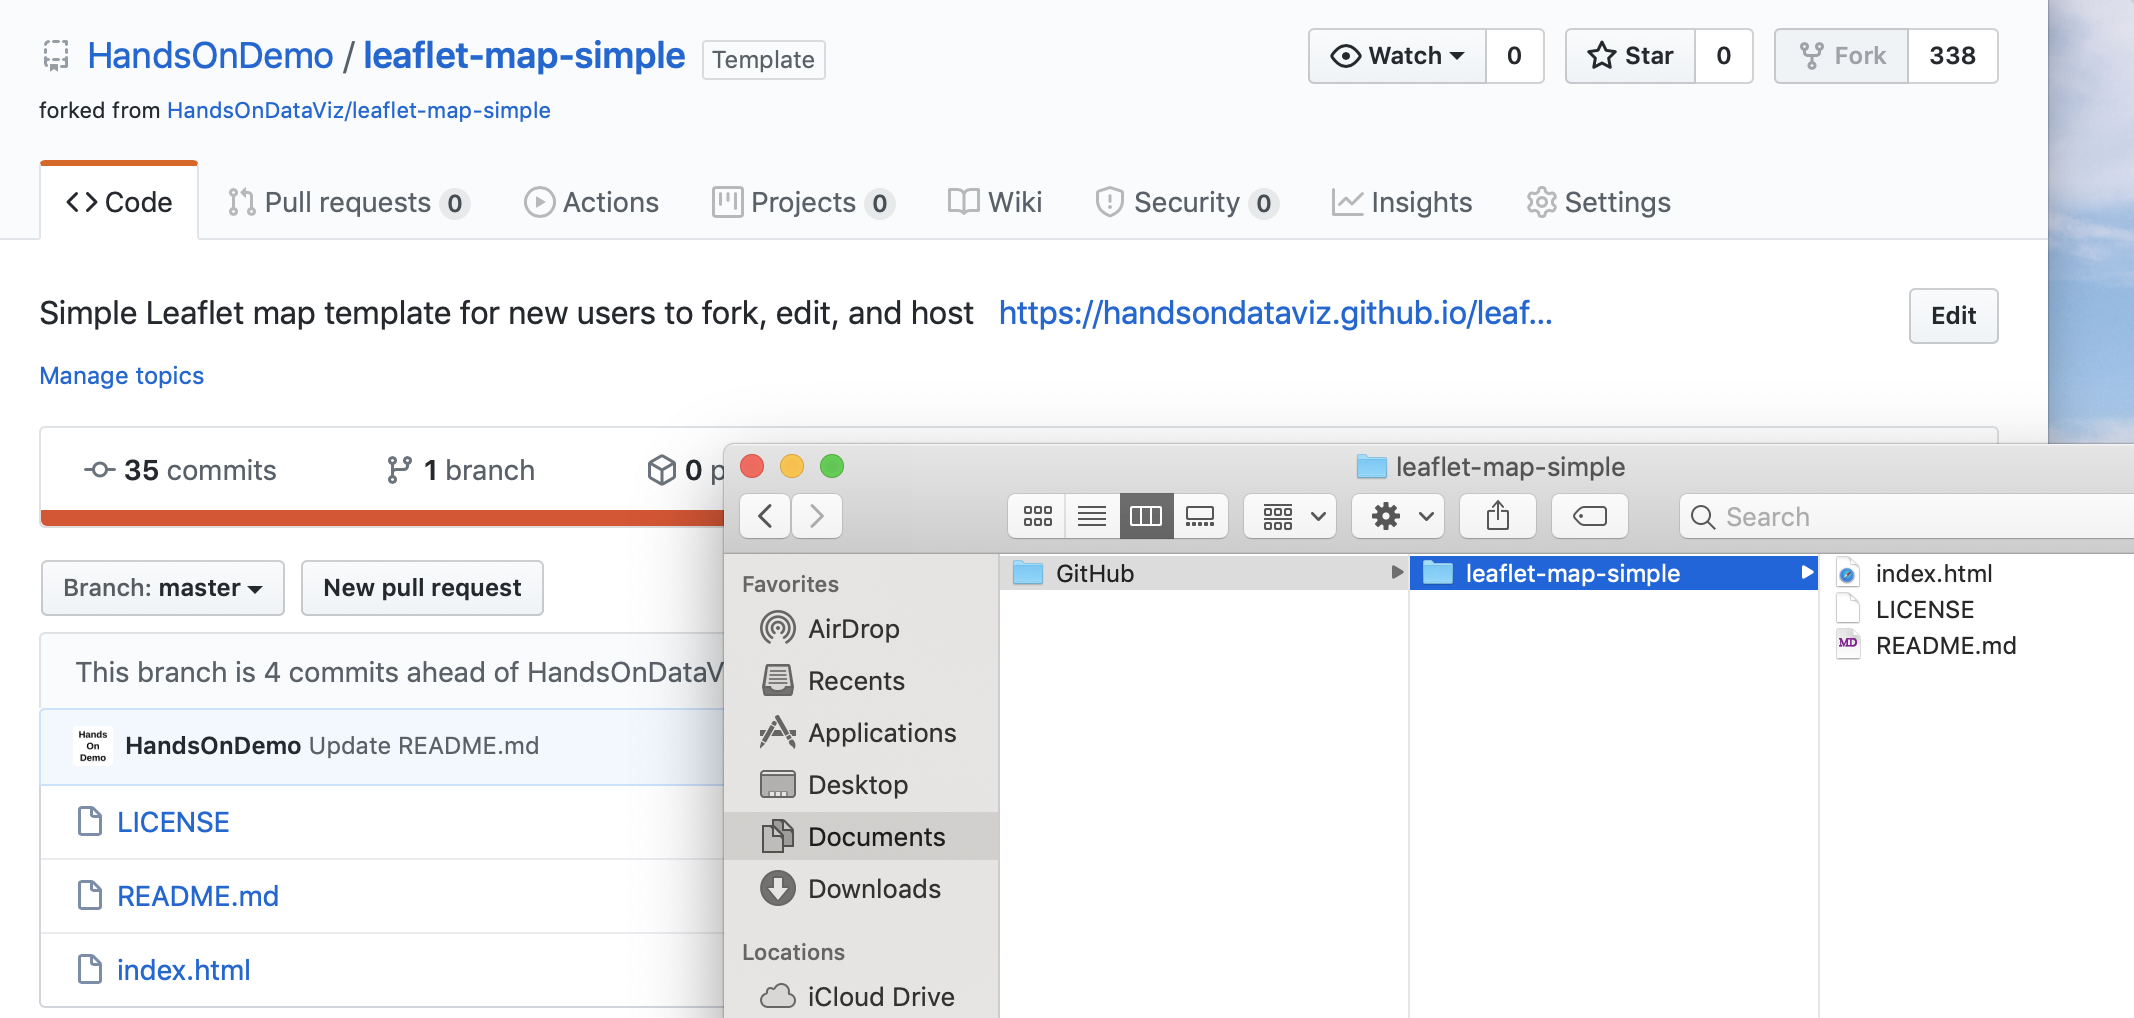 HandsOnDemo / leaflet-map-simple Template
Watch 0 Star 0 Fork 338
forked from HandsOnDataViz/leaflet-map-simple
Code Pull requests 0 Actions Projects 0 Wiki Security 0 Insights Settings
Simple Leaflet map template for new users to fork, edit, and host https://handsondataviz.github.io/leaf... Edit
Manage topics
35 commits 1 branch 0 p
Branch: master New pull request
This branch is 4 commits ahead of HandsOnDataV
Hands
On
Demo
HandsOnDemo Update README.md
LICENSE
README.md
index.html
leaflet-map-simple
Search
Favorites
AirDrop
Recents
Applications
Desktop
Documents
Downloads
Locations
iCloud Drive
GitHub
leaflet-map-simple
index.html
LICENSE
MD README.md